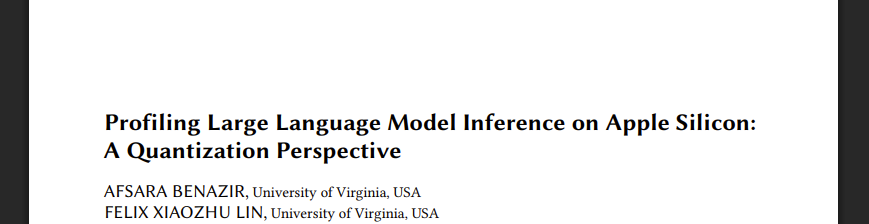 Profiling Large Language Model Inference on Apple Silicon:
A Quantization Perspective
AFSARA BENAZIR, University of Virginia, USA
FELIX XIAOZHU LIN, University of Virginia, USA